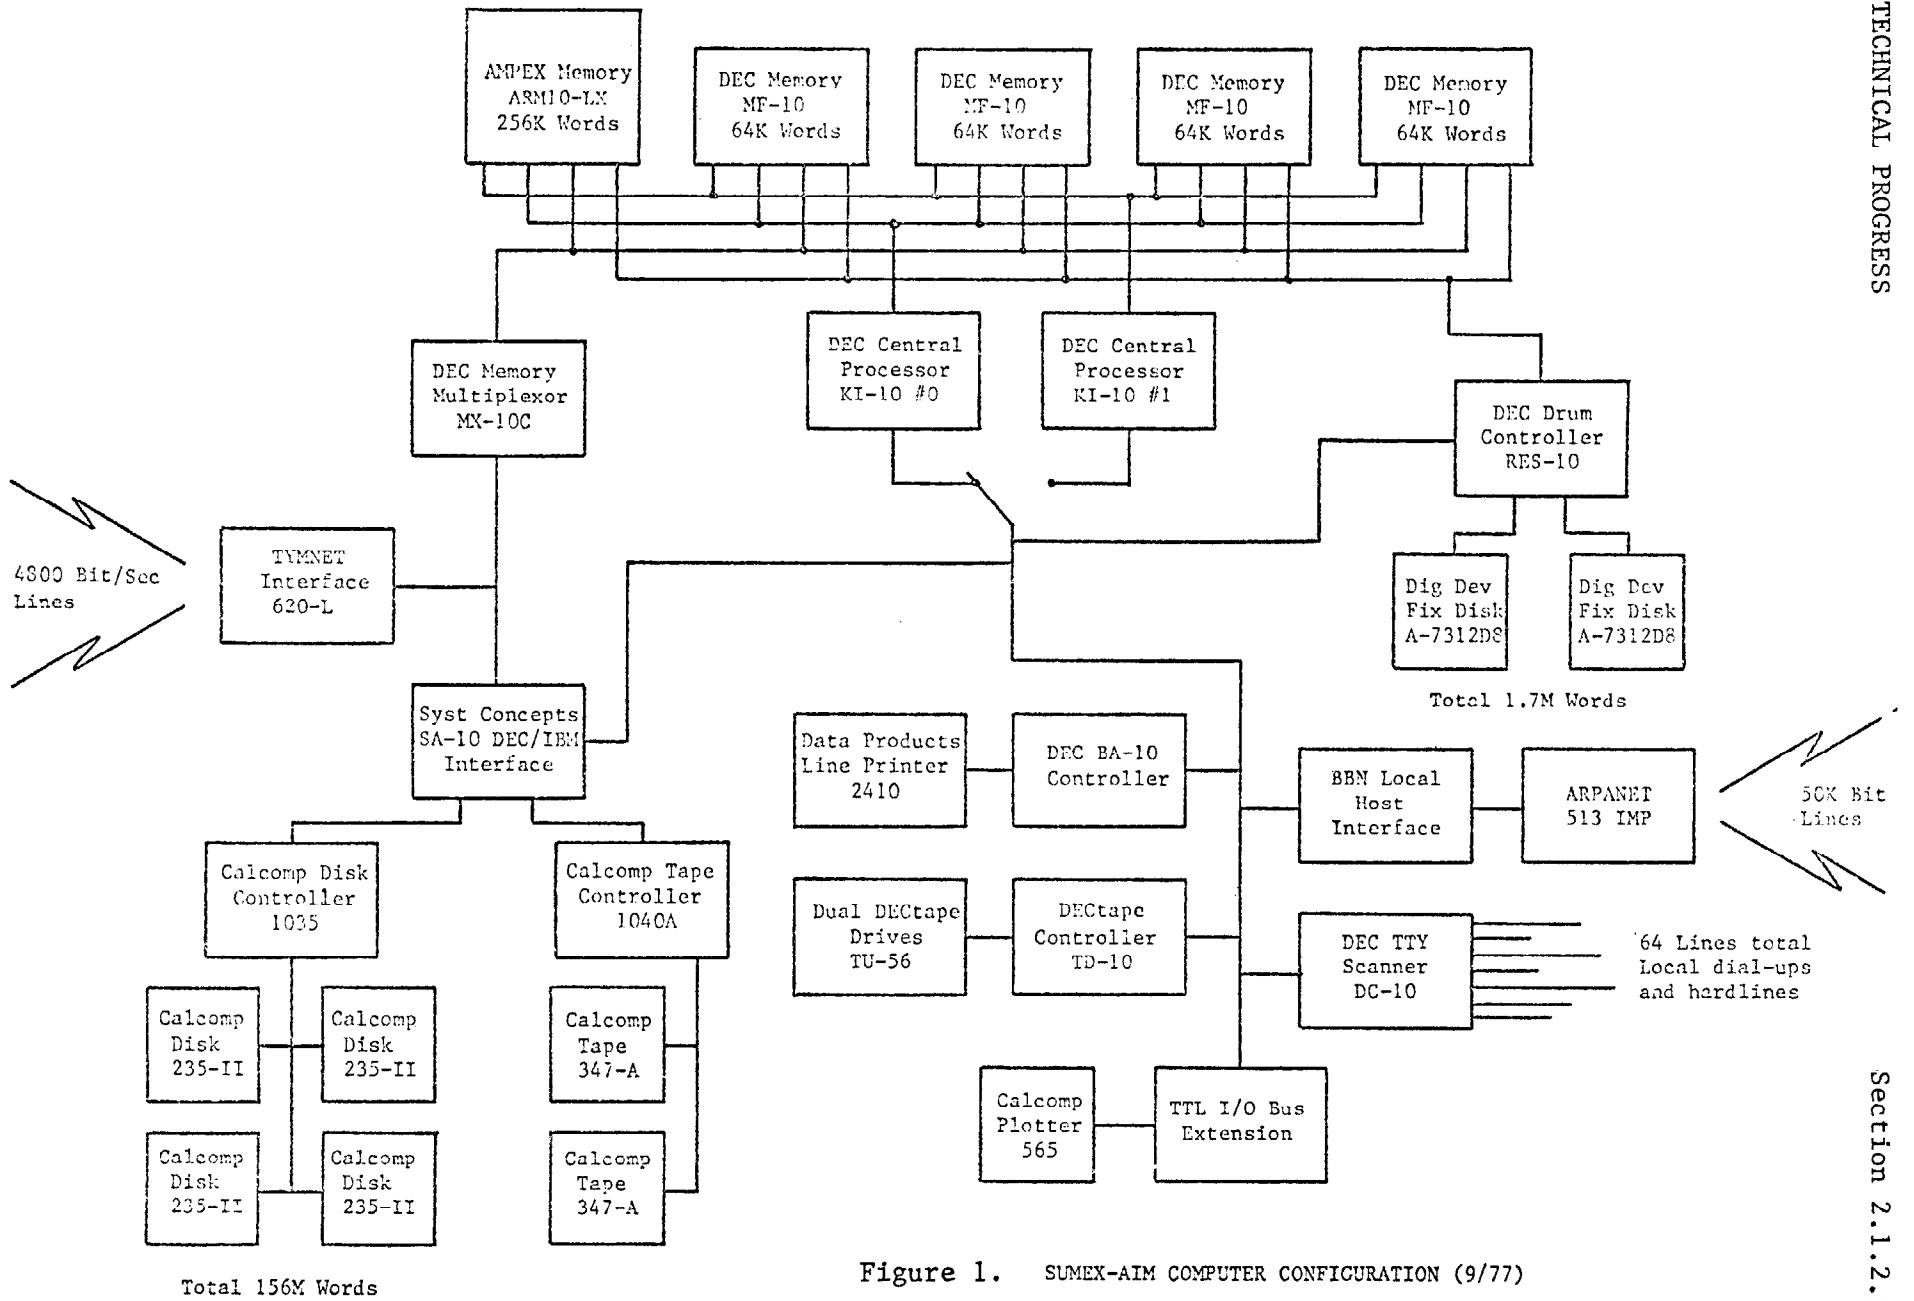 TECHNICAL PROGRESS
AMPEX Memory
ARM10-LX
256K Words
DEC Memory
MF-10
64K Words
DEC Memory
MF-10
64K Words
DEC Memory
MF-10
64K Words
DEC Memory
MF-10
64K Words
DEC Memory
Multiplexor
MX-10C
DEC Central
Processor
KI-10 #0
DEC Central
Processor
KI-10 #1
DEC Drum
Controller
RES-10
4800 Bit/Sec
Lines
TYMNET
Interface
620-L
Dig Dev
Fix Disk
A-7312D8
Dig Dev
Fix Disk
A-7312D8
Total 1.7M Words
Syst Concepts
SA-10 DEC/IBM
Interface
Data Products
Line Printer
2410
DEC BA-10
Controller
BBN Local
Host
Interface
ARPANET
513 IMP
50K Bit
Lines
Calcomp Disk
Controller
1035
Calcomp Tape
Controller
1040A
Dual DECtape
Drives
TU-56
DECtape
Controller
TD-10
DEC TTY
Scanner
DC-10
64 Lines total
Local dial-ups
and hardlines
Calcomp
Disk
235-II
Calcomp
Disk
235-II
Calcomp
Tape
347-A
Calcomp
Plotter
565
TTL I/O Bus
Extension
Calcomp
Disk
235-II
Calcomp
Disk
235-II
Calcomp
Tape
347-A
Total 156M Words
Figure 1. SUMEX-AIM COMPUTER CONFIGURATION (9/77)
Section 2.1.2.